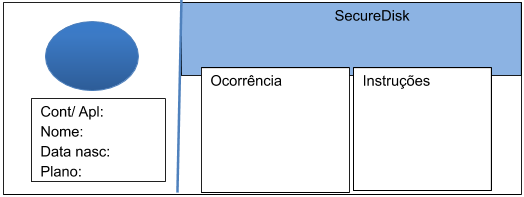 SecureDisk
Cont/ Apl:
Nome:
Data nasc:
Plano:
Ocorrência
Instruções